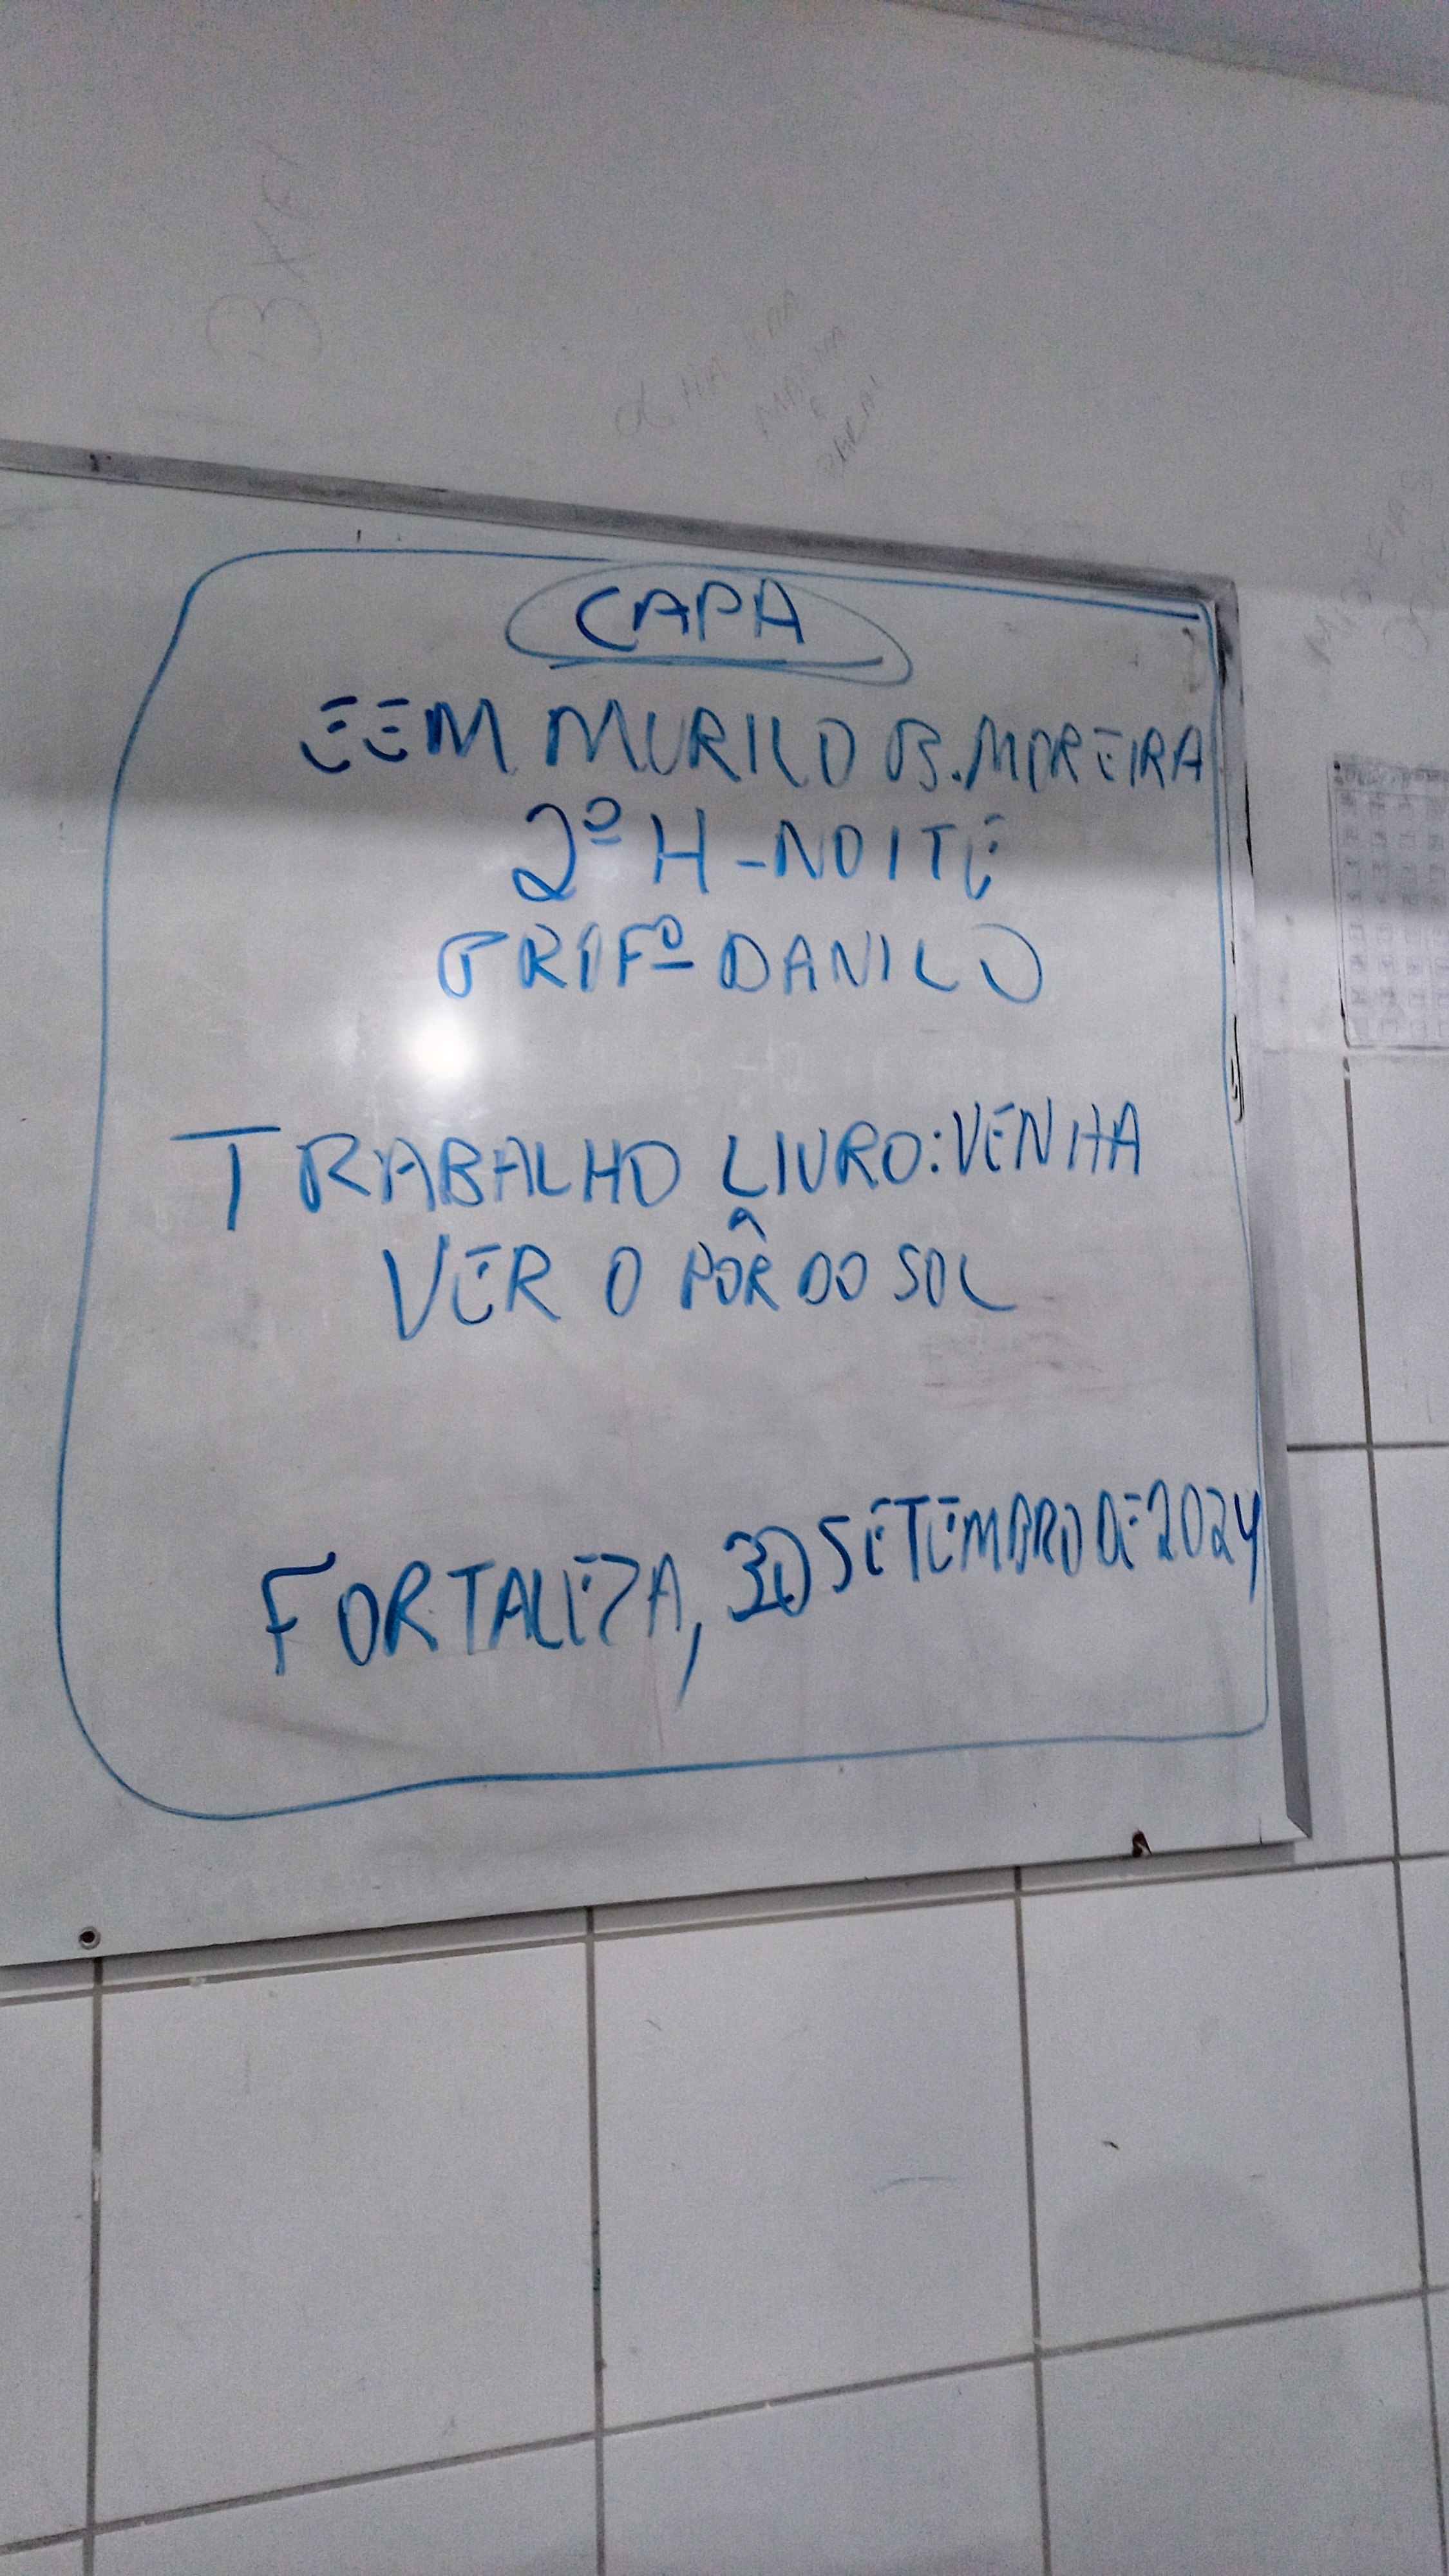 CAPA
EEM MURILO B. MOREIRA
2º H - NOITE
PROFº DANILO
TRABALHO LIVRO: VENHA
VER O PÔR DO SOL
FORTALEZA, 30 SETEMBRO DE 2024